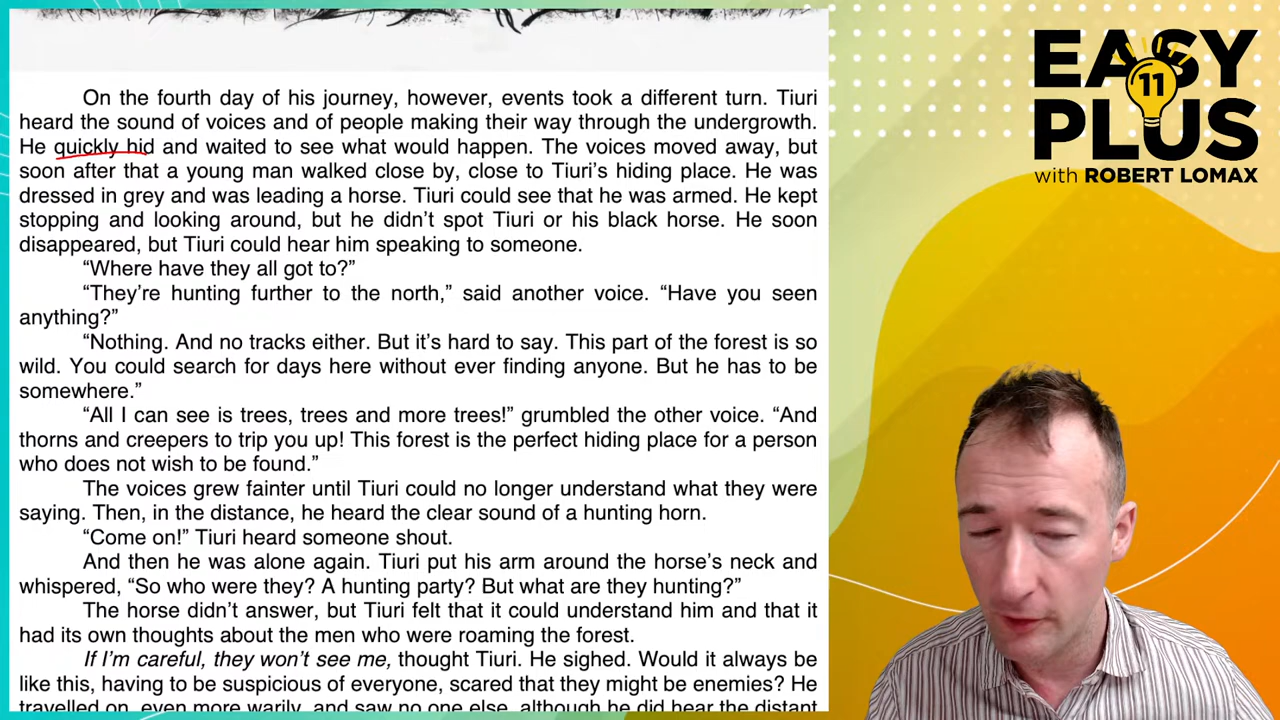 On the fourth day of his journey, however, events took a different turn. Tiuri
heard the sound of voices and of people making their way through the undergrowth.
He quickly hid and waited to see what would happen. The voices moved away, but
soon after that a young man walked close by, close to Tiuri’s hiding place. He was
dressed in grey and was leading a horse. Tiuri could see that he was armed. He kept
stopping and looking around, but he didn’t spot Tiuri or his black horse. He soon
disappeared, but Tiuri could hear him speaking to someone.
“Where have they all got to?”
“They’re hunting further to the north,” said another voice. “Have you seen
anything?”
“Nothing. And no tracks either. But it’s hard to say. This part of the forest is so
wild. You could search for days here without ever finding anyone. But he has to be
somewhere.”
“All I can see is trees, trees and more trees!” grumbled the other voice. “And
thorns and creepers to trip you up! This forest is the perfect hiding place for a person
who does not wish to be found.”
The voices grew fainter until Tiuri could no longer understand what they were
saying. Then, in the distance, he heard the clear sound of a hunting horn.
“Come on!” Tiuri heard someone shout.
And then he was alone again. Tiuri put his arm around the horse’s neck and
whispered, “So who were they? A hunting party? But what are they hunting?”
The horse didn’t answer, but Tiuri felt that it could understand him and that it
had its own thoughts about the men who were roaming the forest.
If I’m careful, they won’t see me, thought Tiuri. He sighed. Would it always be
like this, having to be suspicious of everyone, scared that they might be enemies? He
travelled on, even more warily, and saw no one else, although he did hear the distant
EASY
11
PLUS
with ROBERT LOMAX